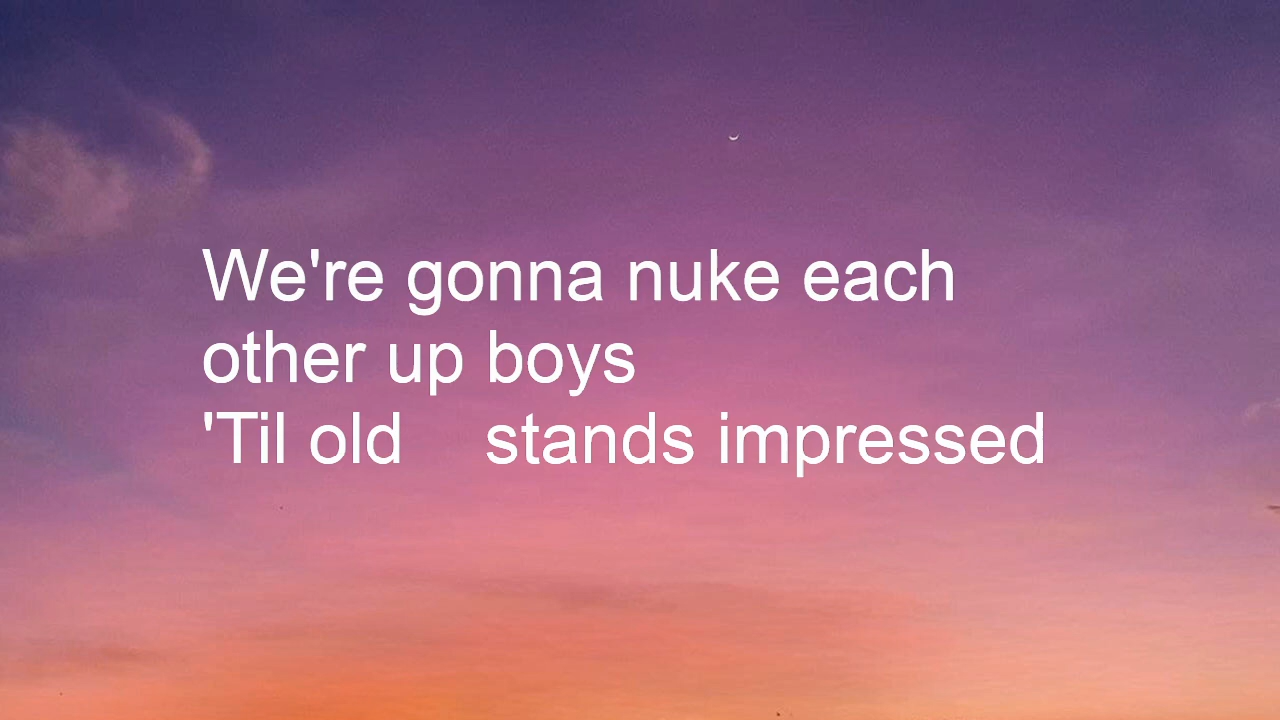 We're gonna nuke each
other up boys
'Til old    stands impressed